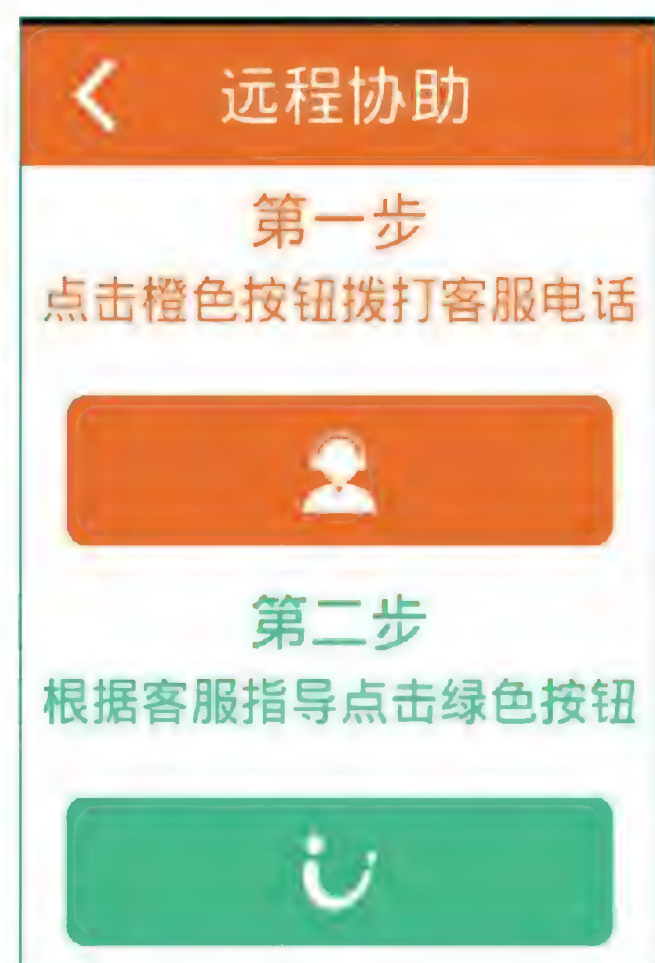 远程协助
第一步
点击橙色按钮拨打客服电话
第二步
根据客服指导点击绿色按钮